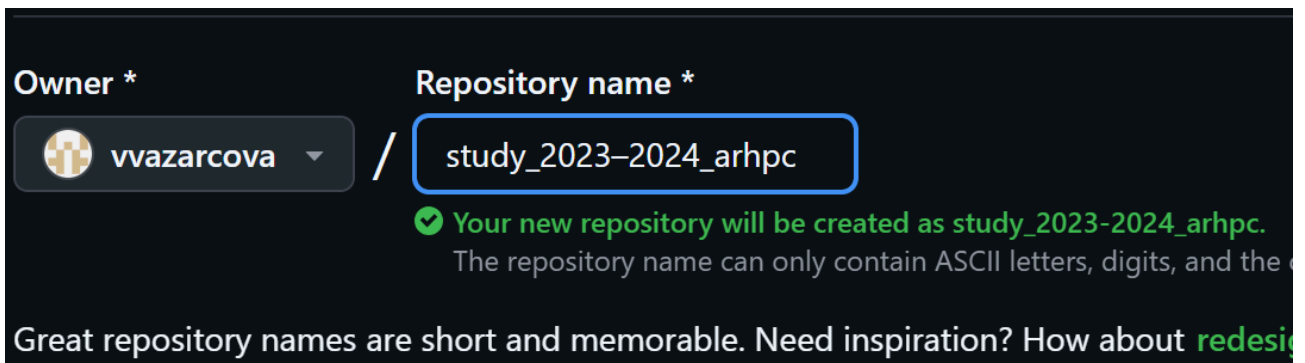 Owner * Repository name *
vvazarcova / study_2023–2024_arhpc
Your new repository will be created as study_2023-2024_arhpc.
The repository name can only contain ASCII letters, digits, and the
Great repository names are short and memorable. Need inspiration? How about